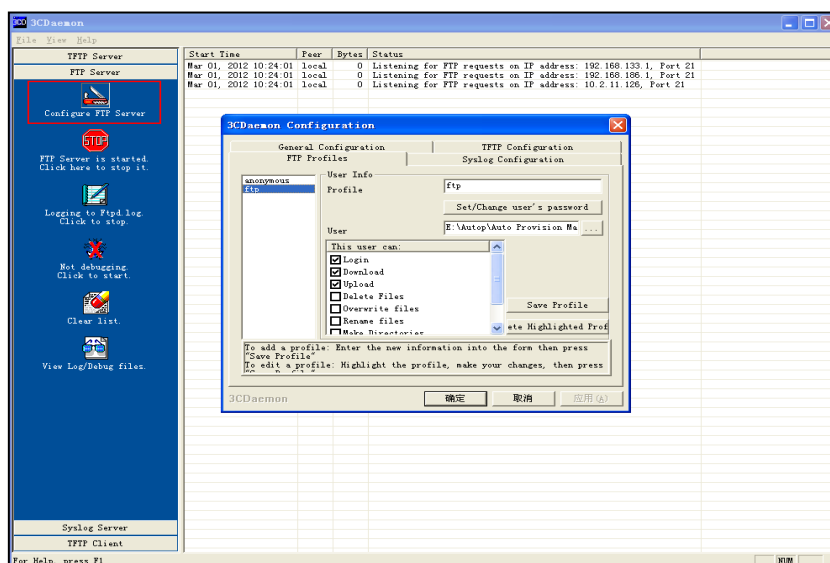 3CD 3CDaemon
File View Help
TFTP Server
FTP Server
Configure FTP Server
STOP
FTP Server is started.
Click here to stop it.
Logging to Ftpd.log.
Click to stop.
Not debugging.
Click to start.
Clear list.
View Log/Debug files.
Syslog Server
TFTP Client
Start Time Peer Bytes Status
Mar 01, 2012 10:24:01 local 0 Listening for FTP requests on IP address: 192.168.133.1, Port 21
Mar 01, 2012 10:24:01 local 0 Listening for FTP requests on IP address: 192.168.186.1, Port 21
Mar 01, 2012 10:24:01 local 0 Listening for FTP requests on IP address: 10.2.11.126, Port 21
3CDaemon Configuration
General Configuration TFTP Configuration
FTP Profiles Syslog Configuration
anonymous
ftp
User Info
Profile ftp
Set/Change user's password
User E:\Autop\Auto Provision Ma ...
This user can:
Login
Download
Upload
Delete Files
Overwrite files
Rename files
Make Directories
Save Profile
ete Highlighted Prof
To add a profile: Enter the new information into the form then press
"Save Profile"
To edit a profile: Highlight the profile, make your changes, then press
3CDaemon
确定 取消 应用(A)
For Help, press F1
NUM